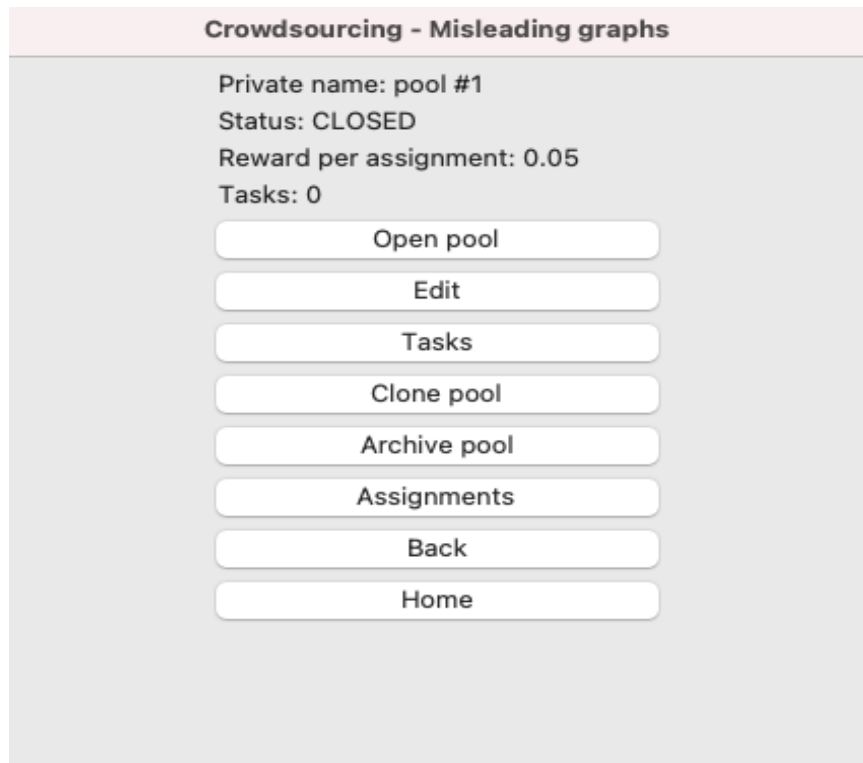 Crowdsourcing - Misleading graphs
Private name: pool #1
Status: CLOSED
Reward per assignment: 0.05
Tasks: 0
Open pool
Edit
Tasks
Clone pool
Archive pool
Assignments
Back
Home